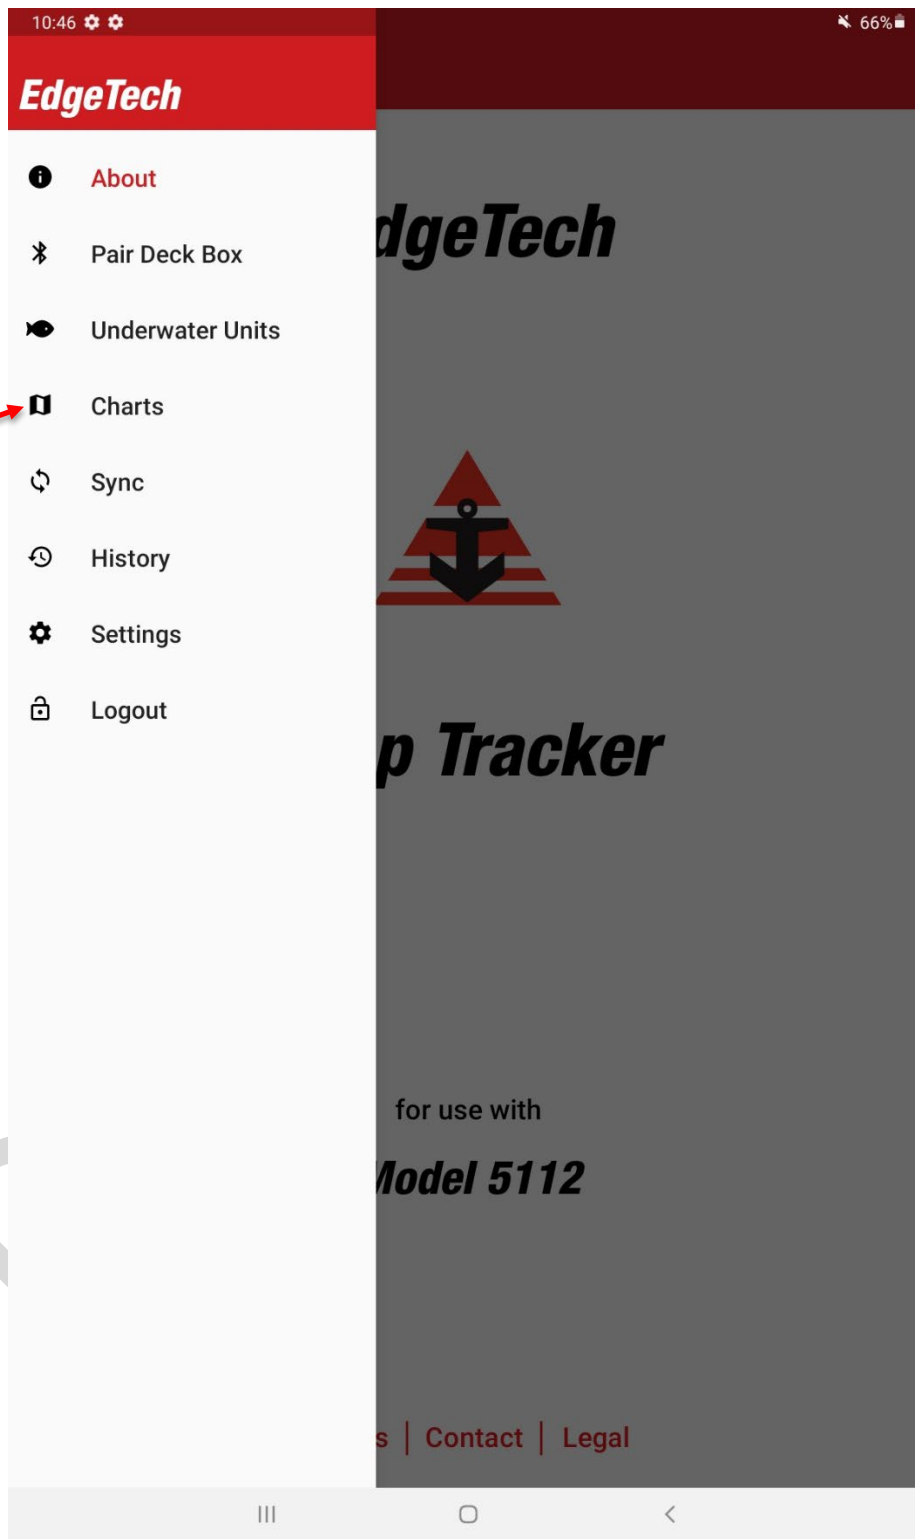 10:46
66%
EdgeTech
About
dgeTech
Pair Deck Box
Underwater Units
Charts
Sync
History
Settings
Logout
p Tracker
for use with
Model 5112
s | Contact | Legal